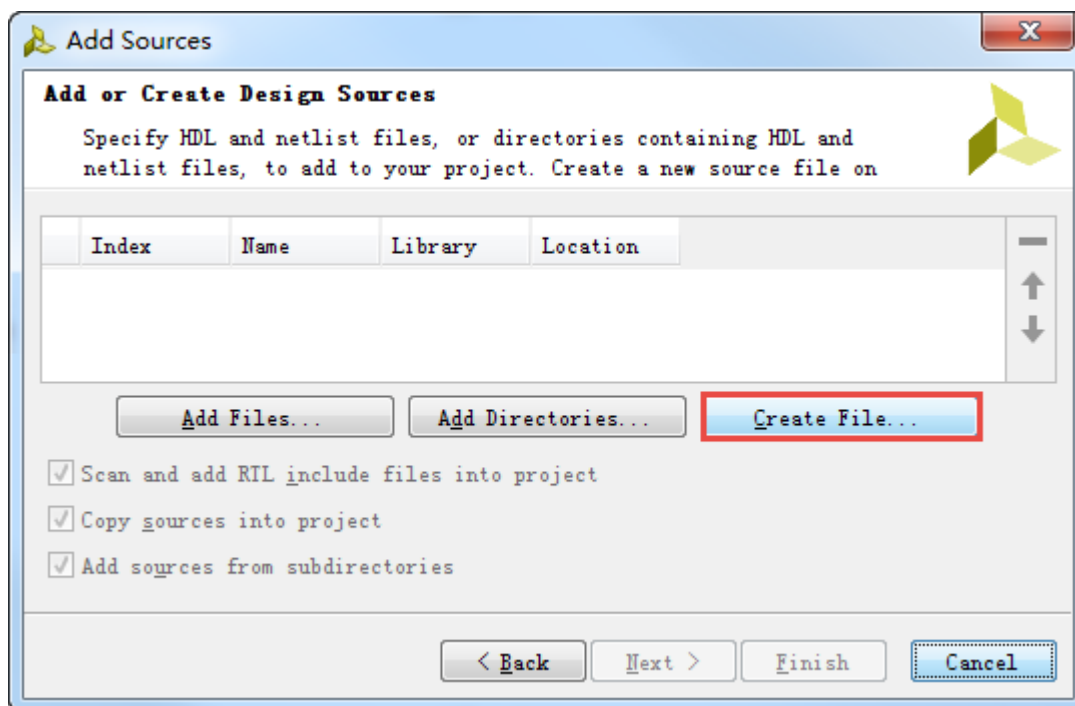 Add Sources
Add or Create Design Sources
Specify HDL and netlist files, or directories containing HDL and
netlist files, to add to your project. Create a new source file on
Index Name Library Location
Add Files... Add Directories... Create File...
Scan and add RTL include files into project
Copy sources into project
Add sources from subdirectories
< Back Next > Finish Cancel